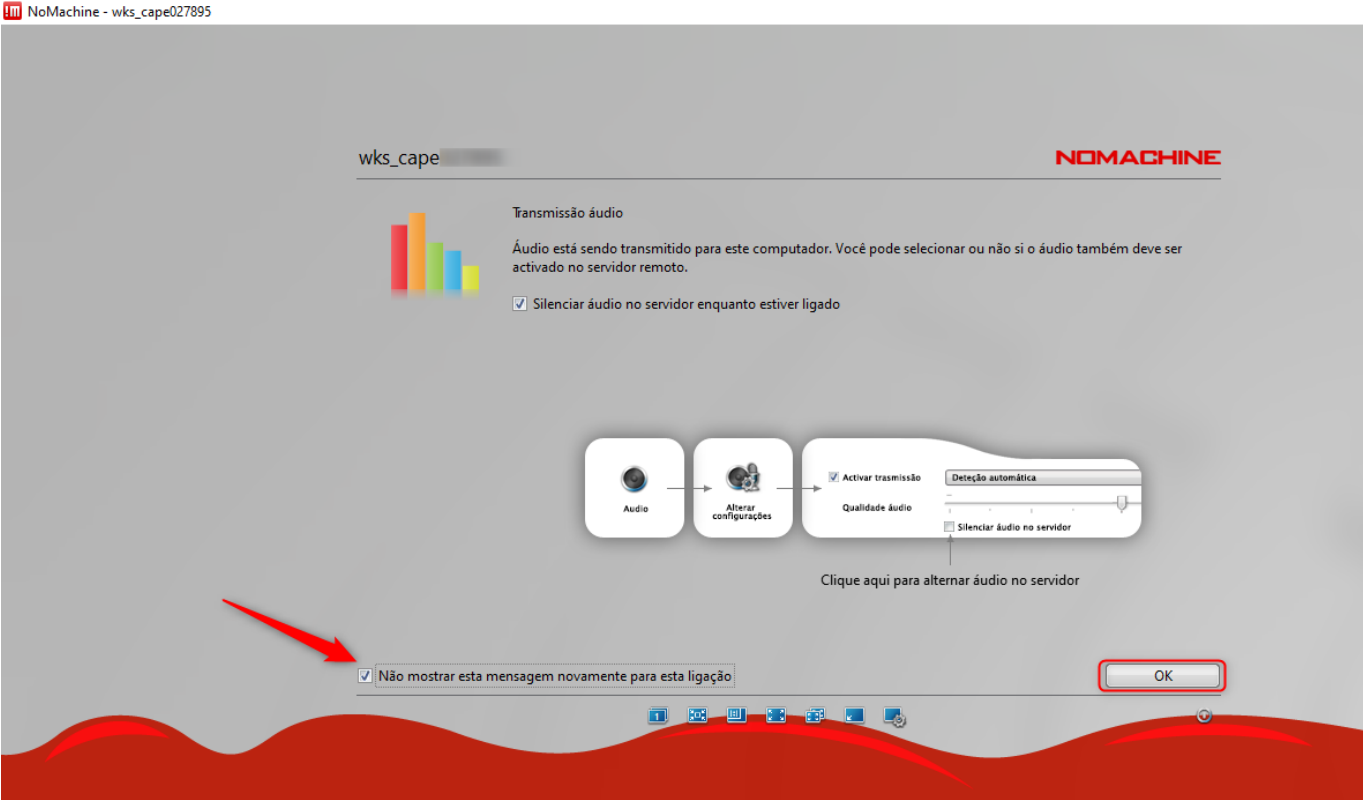 !M NoMachine - wks_cape027895
wks_cape
NOMACHINE
Transmissão áudio
Áudio está sendo transmitido para este computador. Você pode selecionar ou não si o áudio também deve ser
activado no servidor remoto.
Silenciar áudio no servidor enquanto estiver ligado
Audio
Alterar
configurações
Activar trasmissão
Deteção automática
Qualidade áudio
Silenciar áudio no servidor
Clique aqui para alternar áudio no servidor
Não mostrar esta mensagem novamente para esta ligação
OK
1